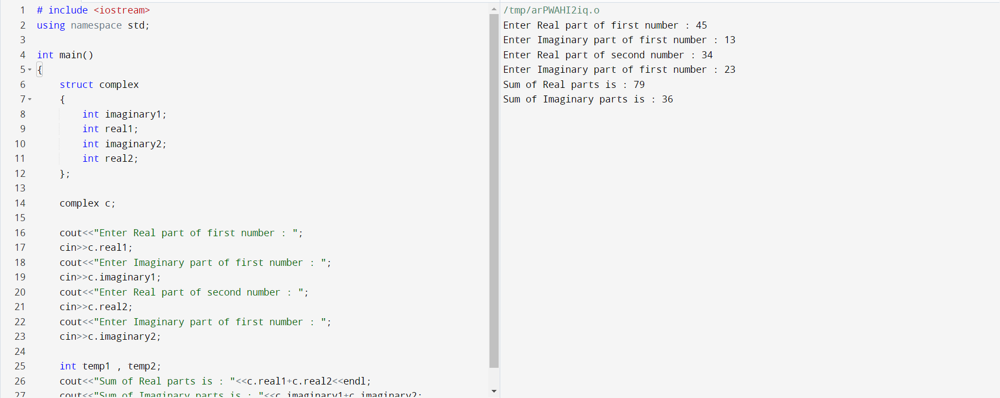 1 # include <iostream>
2 using namespace std;
3
4 int main()
5 {
6 struct complex
7 {
8 int imaginary1;
9 int real1;
10 int imaginary2;
11 int real2;
12 };
13
14 complex c;
15
16 cout<<"Enter Real part of first number : ";
17 cin>>c.real1;
18 cout<<"Enter Imaginary part of first number : ";
19 cin>>c.imaginary1;
20 cout<<"Enter Real part of second number : ";
21 cin>>c.real2;
22 cout<<"Enter Imaginary part of first number : ";
23 cin>>c.imaginary2;
24
25 int temp1 , temp2;
26 cout<<"Sum of Real parts is : "<<c.real1+c.real2<<endl;
27 cout<<"Sum of Imaginary parts is : "<<c.imaginary1+c.imaginary2;
/tmp/arPWAHI2iq.o
Enter Real part of first number : 45
Enter Imaginary part of first number : 13
Enter Real part of second number : 34
Enter Imaginary part of first number : 23
Sum of Real parts is : 79
Sum of Imaginary parts is : 36